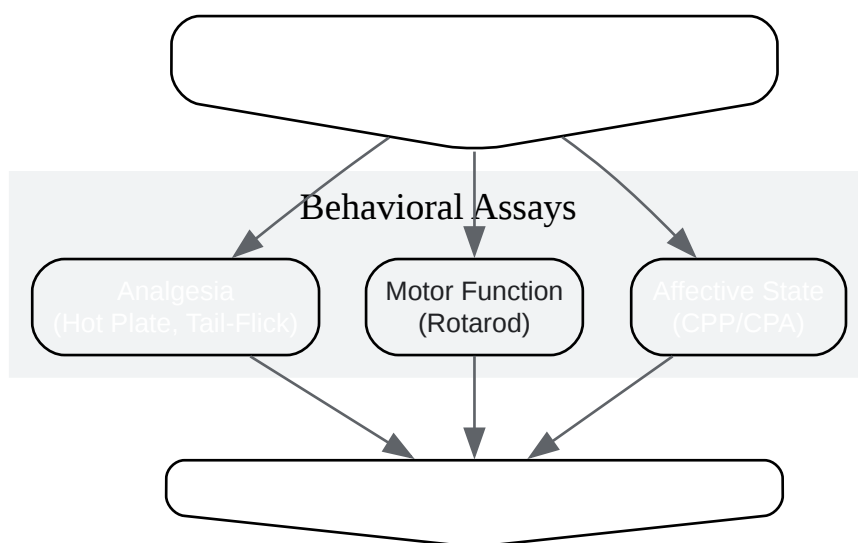 Behavioral Assays
Analgesia
(Hot Plate, Tail-Flick)
Motor Function
(Rotarod)
Affective State
(CPP/CPA)